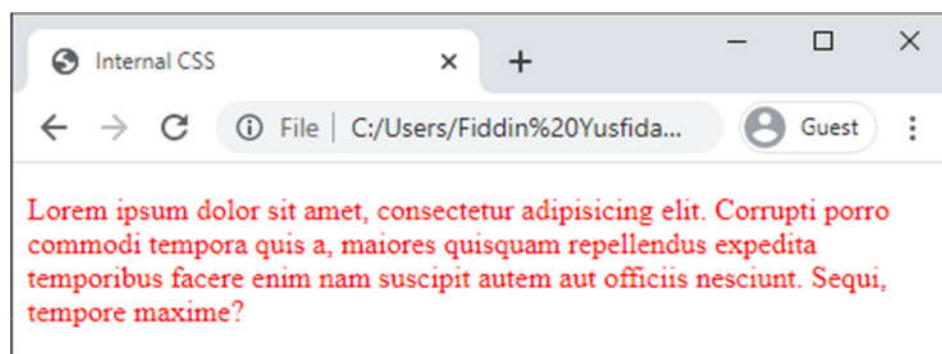 Internal CSS
File | C:/Users/Fiddin%20Yusfida... Guest
Lorem ipsum dolor sit amet, consectetur adipisicing elit. Corrupti porro
commodi tempora quis a, maiores quisquam repellendus expedita
temporibus facere enim nam suscipit autem aut officiis nesciunt. Sequi,
tempore maxime?